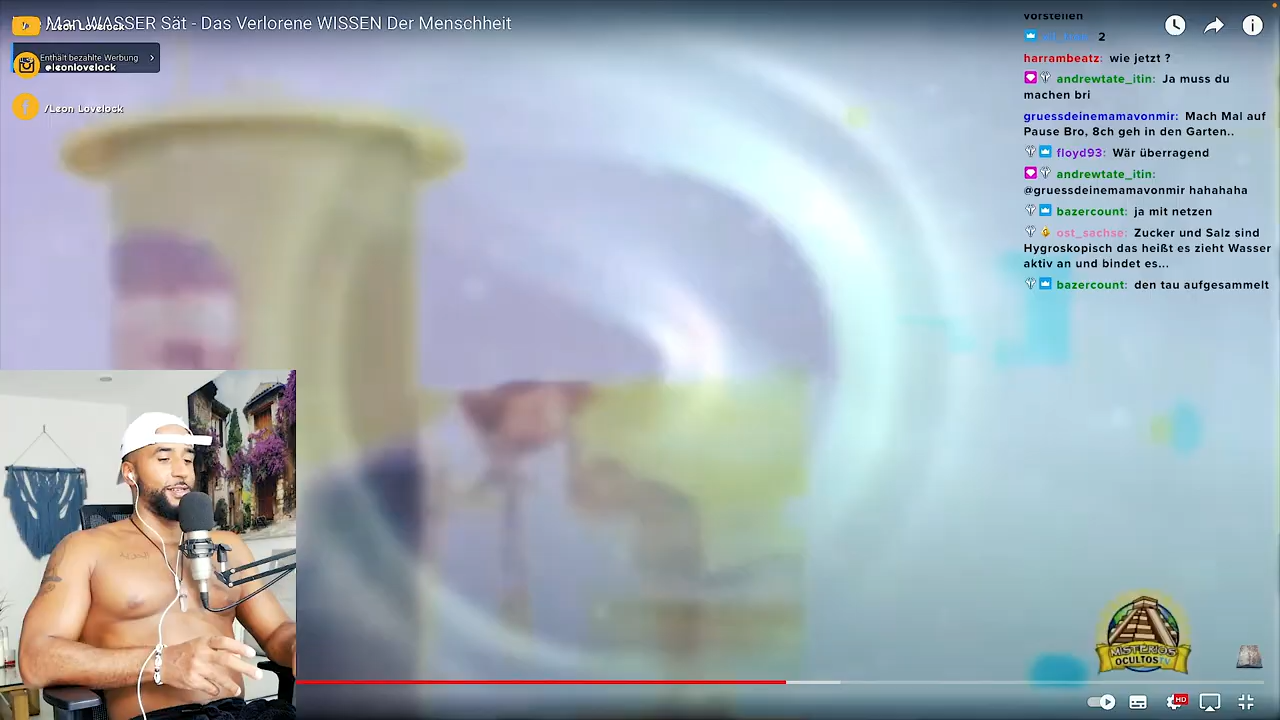 Man WASSER Sät - Das Verlorene WISSEN Der Menschheit
/Leon Lovelock
Enthält bezahlte Werbung
@leonlovelock
/Leon Lovelock
vorstellen
2
harrambeatz: wie jetzt ?
andrewtate_itin: Ja muss du
machen bri
gruessdeinemamavonmir: Mach Mal auf
Pause Bro, 8ch geh in den Garten..
floyd93: Wär überragend
andrewtate_itin:
@gruessdeinemamavonmir hahahaha
bazercount: ja mit netzen
ost_sachse: Zucker und Salz sind
Hygroskopisch das heißt es zieht Wasser
aktiv an und bindet es...
bazercount: den tau aufgesammelt
MISTERIOS
OCULTOS TV
HD